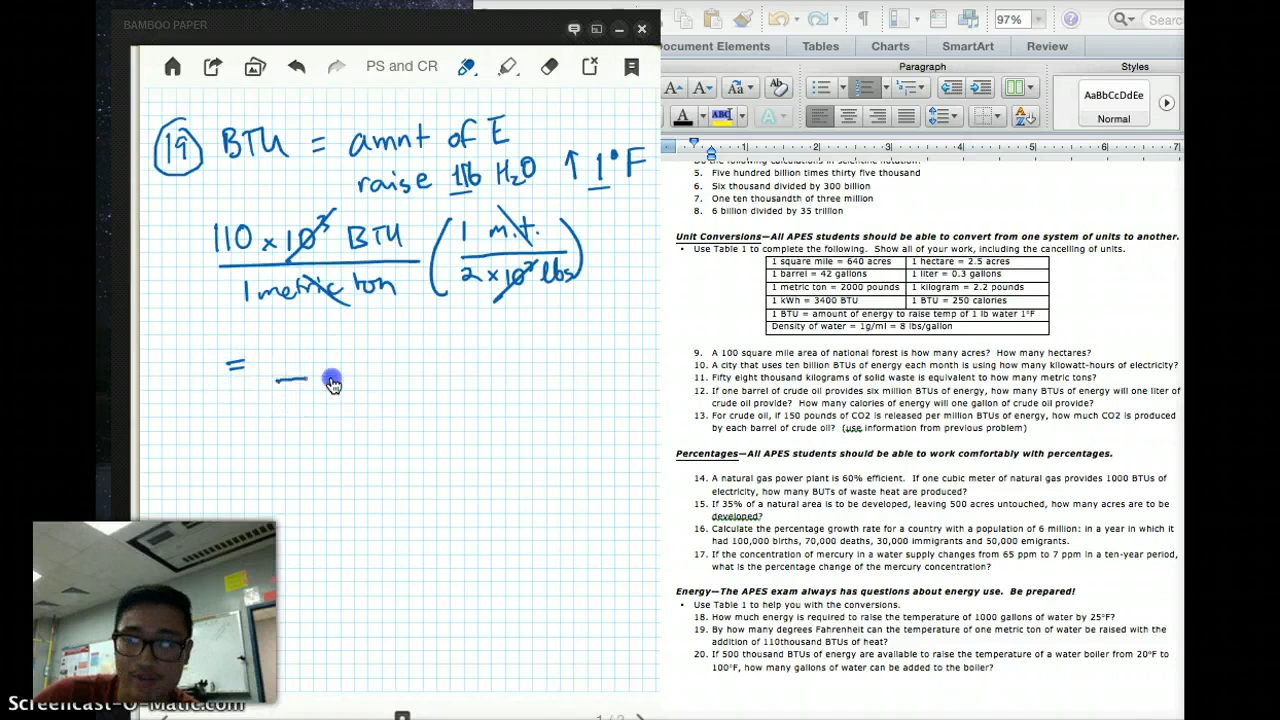 BAMBOO PAPER
PS and CR
19 BTU = amnt of E
raise 1lb H2O ↑ 1°F
110 × 10³ BTU ( 1 m.t.
1 metric ton 2 × 10³ lbs )
=
97%
Search
Document Elements Tables Charts SmartArt Review
Paragraph Styles
AaBbCcDdEe
Normal
1 2 3 4 5 6 7
5. Five hundred billion times thirty five thousand
6. Six thousand divided by 300 billion
7. One ten thousandth of three million
8. 6 billion divided by 35 trillion
Unit Conversions—All APES students should be able to convert from one system of units to another.
• Use Table 1 to complete the following. Show all of your work, including the cancelling of units.
1 square mile = 640 acres 1 hectare = 2.5 acres
1 barrel = 42 gallons 1 liter = 0.3 gallons
1 metric ton = 2000 pounds 1 kilogram = 2.2 pounds
1 kWh = 3400 BTU 1 BTU = 250 calories
1 BTU = amount of energy to raise temp of 1 lb water 1°F
Density of water = 1g/ml = 8 lbs/gallon
9. A 100 square mile area of national forest is how many acres? How many hectares?
10. A city that uses ten billion BTUs of energy each month is using how many kilowatt-hours of electricity?
11. Fifty eight thousand kilograms of solid waste is equivalent to how many metric tons?
12. If one barrel of crude oil provides six million BTUs of energy, how many BTUs of energy will one liter of
crude oil provide? How many calories of energy will one gallon of crude oil provide?
13. For crude oil, if 150 pounds of CO2 is released per million BTUs of energy, how much CO2 is produced
by each barrel of crude oil? (use information from previous problem)
Percentages—All APES students should be able to work comfortably with percentages.
14. A natural gas power plant is 60% efficient. If one cubic meter of natural gas provides 1000 BTUs of
electricity, how many BUTs of waste heat are produced?
15. If 35% of a natural area is to be developed, leaving 500 acres untouched, how many acres are to be
developed?
16. Calculate the percentage growth rate for a country with a population of 6 million: in a year in which it
had 100,000 births, 70,000 deaths, 30,000 immigrants and 50,000 emigrants.
17. If the concentration of mercury in a water supply changes from 65 ppm to 7 ppm in a ten-year period,
what is the percentage change of the mercury concentration?
Energy—The APES exam always has questions about energy use. Be prepared!
• Use Table 1 to help you with the conversions.
18. How much energy is required to raise the temperature of 1000 gallons of water by 25°F?
19. By how many degrees Fahrenheit can the temperature of one metric ton of water be raised with the
addition of 110thousand BTUs of heat?
20. If 500 thousand BTUs of energy are available to raise the temperature of a water boiler from 20°F to
100°F, how many gallons of water can be added to the boiler?
Screencast-O-Matic.com